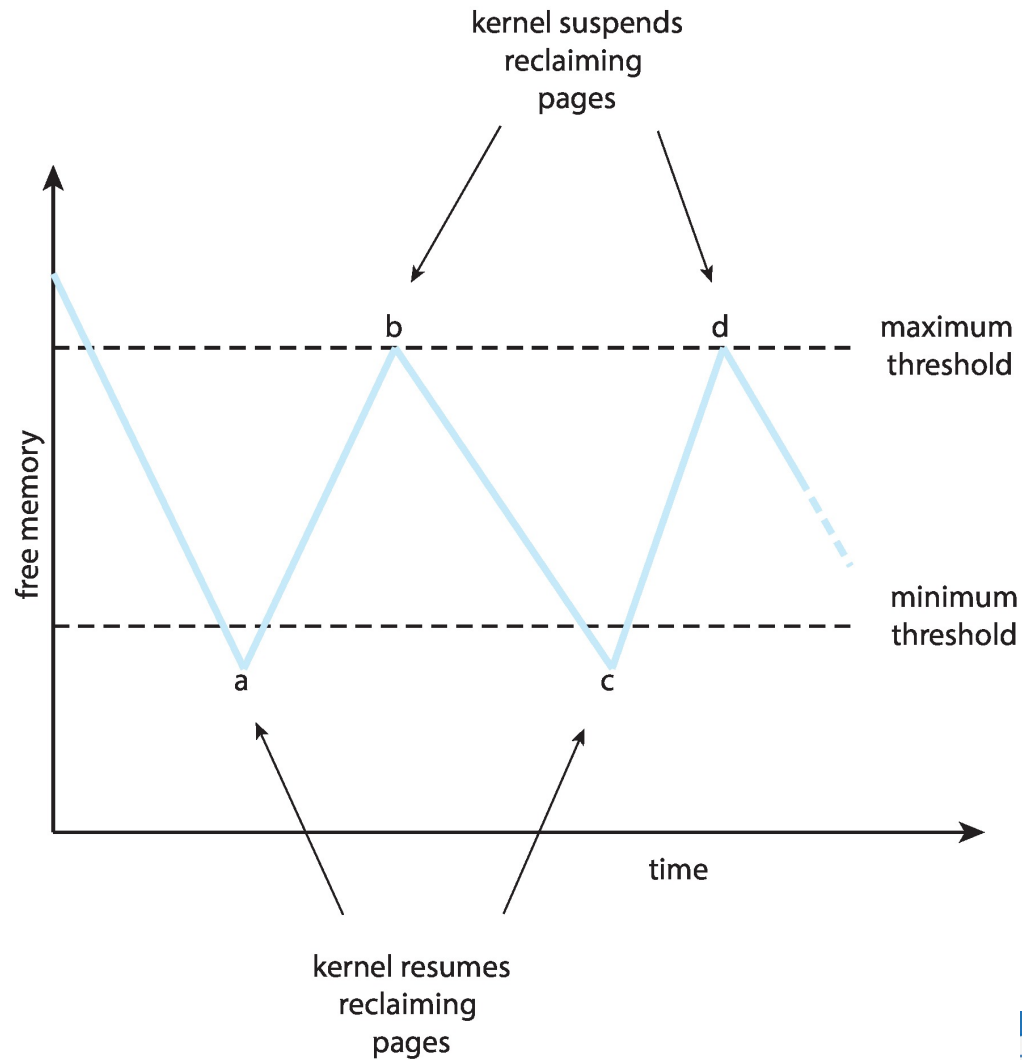 kernel suspends
reclaiming
pages
b
d
maximum
threshold
free memory
minimum
threshold
a
c
time
kernel resumes
reclaiming
pages